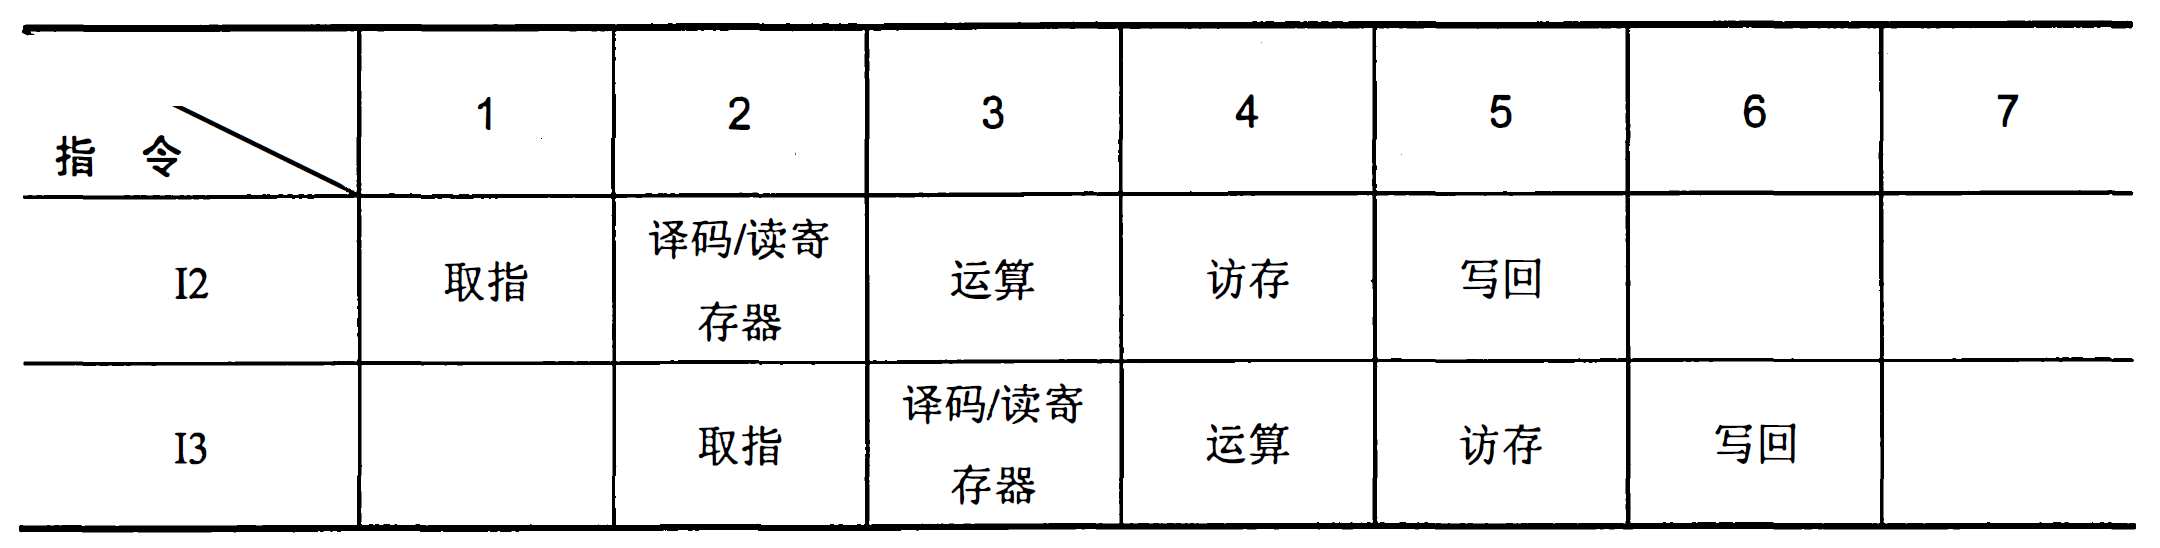 指 令 1 2 3 4 5 6 7
I2 取指 译码/读寄 运算 访存 写回
存器
I3 取指 译码/读寄 运算 访存 写回
存器